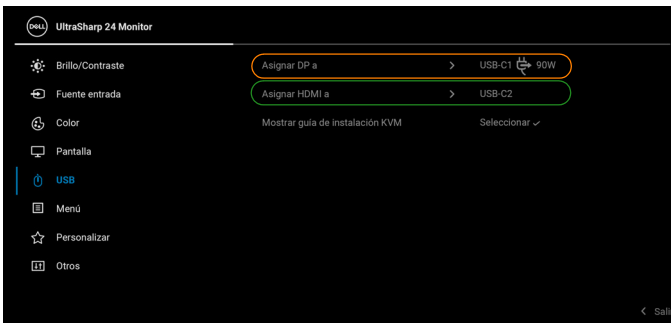 DELL UltraSharp 24 Monitor
Brillo/Contraste
Asignar DP a > USB-C1 90W
Fuente entrada
Asignar HDMI a > USB-C2
Color
Mostrar guía de instalación KVM Seleccionar ✓
Pantalla
USB
Menú
Personalizar
Otros
< Sali